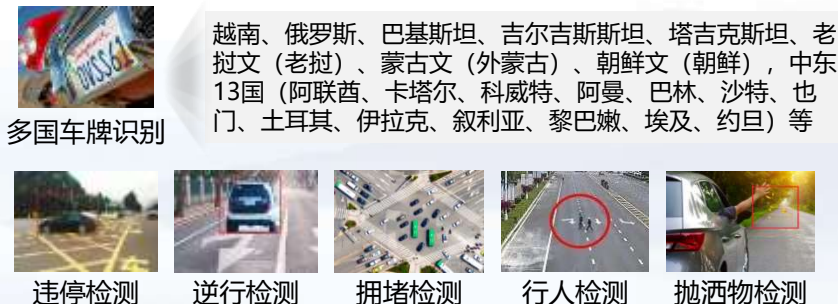 越南、俄罗斯、巴基斯坦、吉尔吉斯斯坦、塔吉克斯坦、老
挝文（老挝）、蒙古文（外蒙古）、朝鲜文（朝鲜），中东
13国（阿联酋、卡塔尔、科威特、阿曼、巴林、沙特、也
门、土耳其、伊拉克、叙利亚、黎巴嫩、埃及、约旦）等
多国车牌识别
违停检测 逆行检测 拥堵检测 行人检测 抛洒物检测